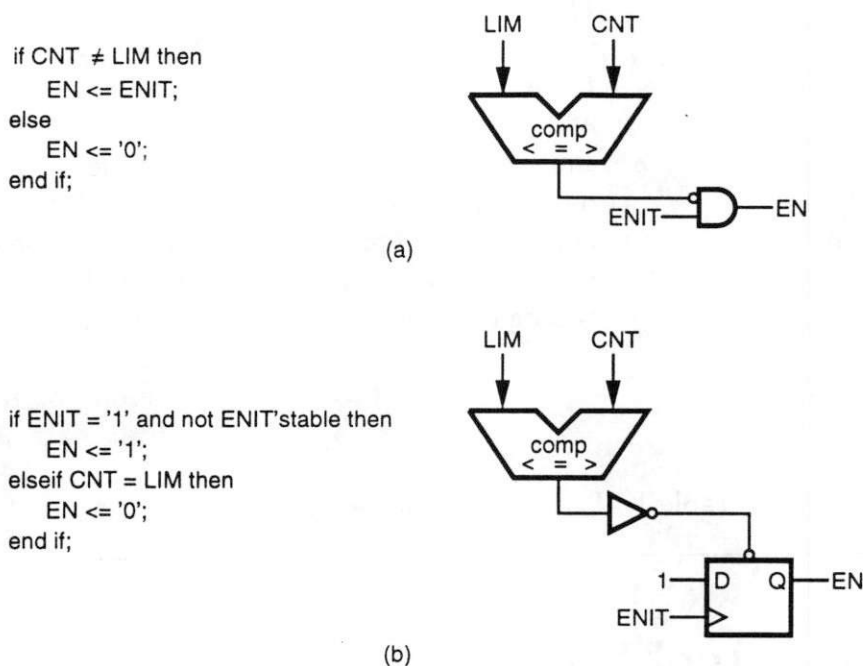 if CNT ≠ LIM then
EN <= ENIT;
else
EN <= '0';
end if;
LIM CNT
comp
< = >
ENIT
EN
(a)
if ENIT = '1' and not ENIT'stable then
EN <= '1';
elseif CNT = LIM then
EN <= '0';
end if;
LIM CNT
comp
< = >
1 D Q EN
ENIT
(b)